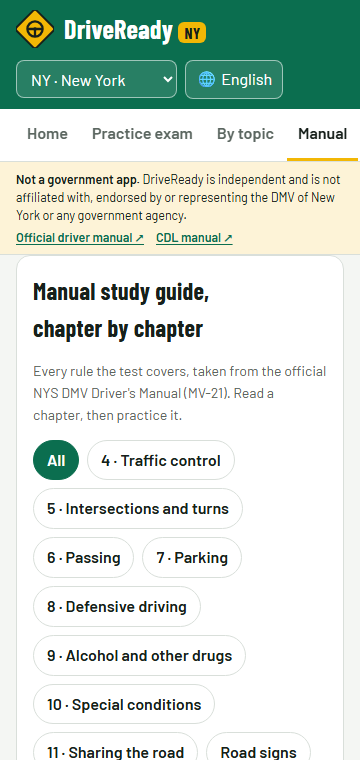 DriveReady NY
NY · New York
English
Home Practice exam By topic Manual
Not a government app. DriveReady is independent and is not
affiliated with, endorsed by or representing the DMV of New
York or any government agency.
Official driver manual ↗ CDL manual ↗
Manual study guide,
chapter by chapter
Every rule the test covers, taken from the official
NYS DMV Driver's Manual (MV-21). Read a
chapter, then practice it.
All 4 · Traffic control
5 · Intersections and turns
6 · Passing 7 · Parking
8 · Defensive driving
9 · Alcohol and other drugs
10 · Special conditions
11 · Sharing the road Road signs